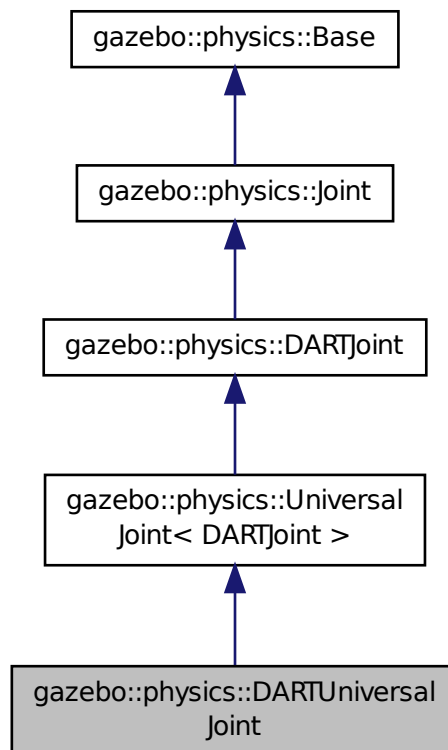 gazebo::physics::Base
gazebo::physics::Joint
gazebo::physics::DARTJoint
gazebo::physics::Universal
Joint< DARTJoint >
gazebo::physics::DARTUniversal
Joint